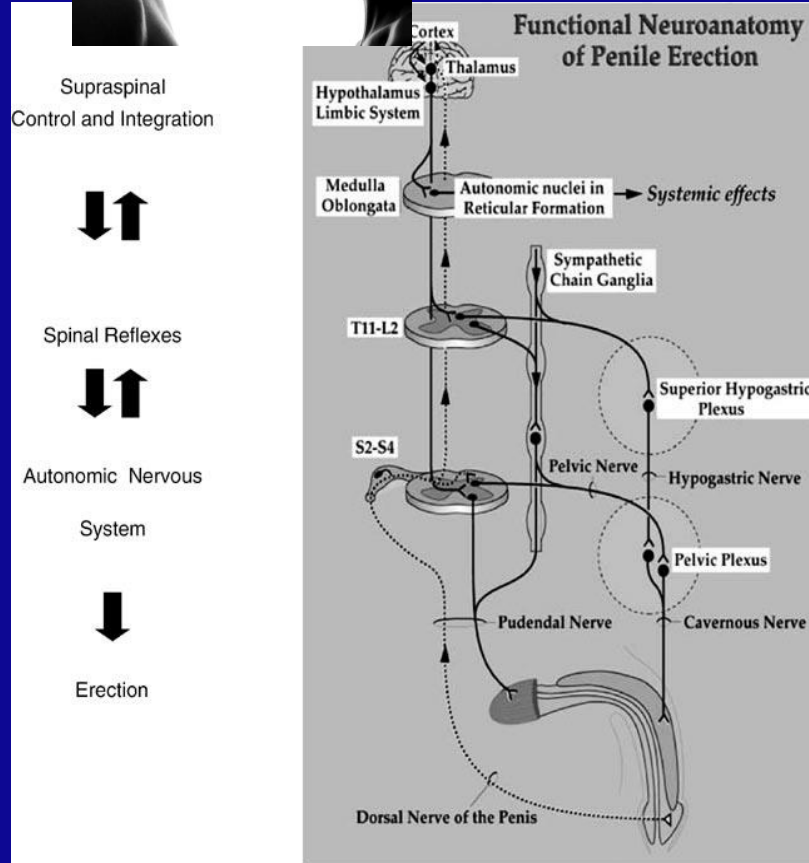 Supraspinal
Control and Integration
Spinal Reflexes
Autonomic Nervous
System
Erection
Functional Neuroanatomy
of Penile Erection
Cortex
Thalamus
Hypothalamus
Limbic System
Medulla
Oblongata
Autonomic nuclei in
Reticular Formation
Systemic effects
Sympathetic
Chain Ganglia
T11-L2
Superior Hypogastric
Plexus
S2-S4
Pelvic Nerve
Hypogastric Nerve
Pelvic Plexus
Pudendal Nerve
Cavernous Nerve
Dorsal Nerve of the Penis